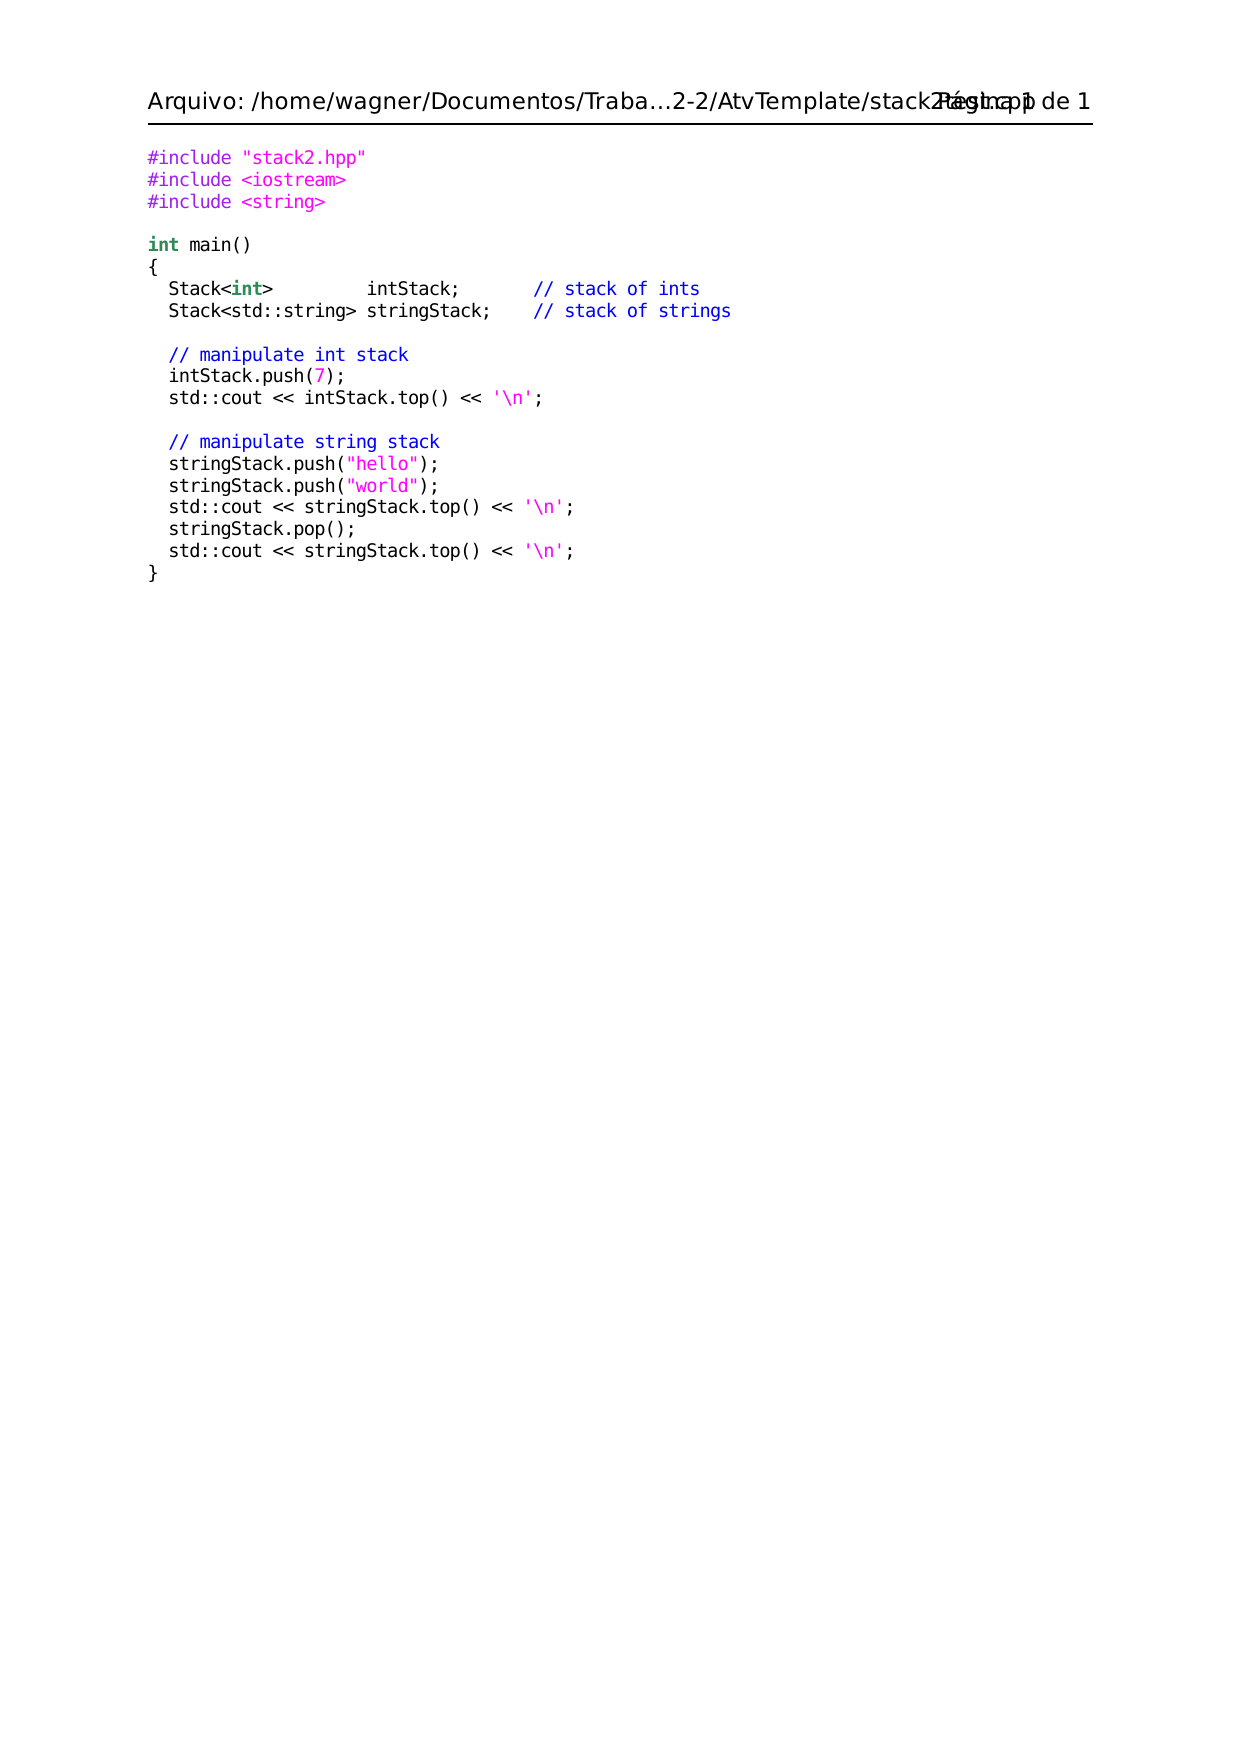 Arquivo: /home/wagner/Documentos/Traba...2-2/AtvTemplate/stack2test.cpp Página 1 de 1
#include "stack2.hpp"
#include <iostream>
#include <string>

int main()
{
  Stack<int>         intStack;       // stack of ints
  Stack<std::string> stringStack;    // stack of strings

  // manipulate int stack
  intStack.push(7);
  std::cout << intStack.top() << '\n';

  // manipulate string stack
  stringStack.push("hello");
  stringStack.push("world");
  std::cout << stringStack.top() << '\n';
  stringStack.pop();
  std::cout << stringStack.top() << '\n';
}